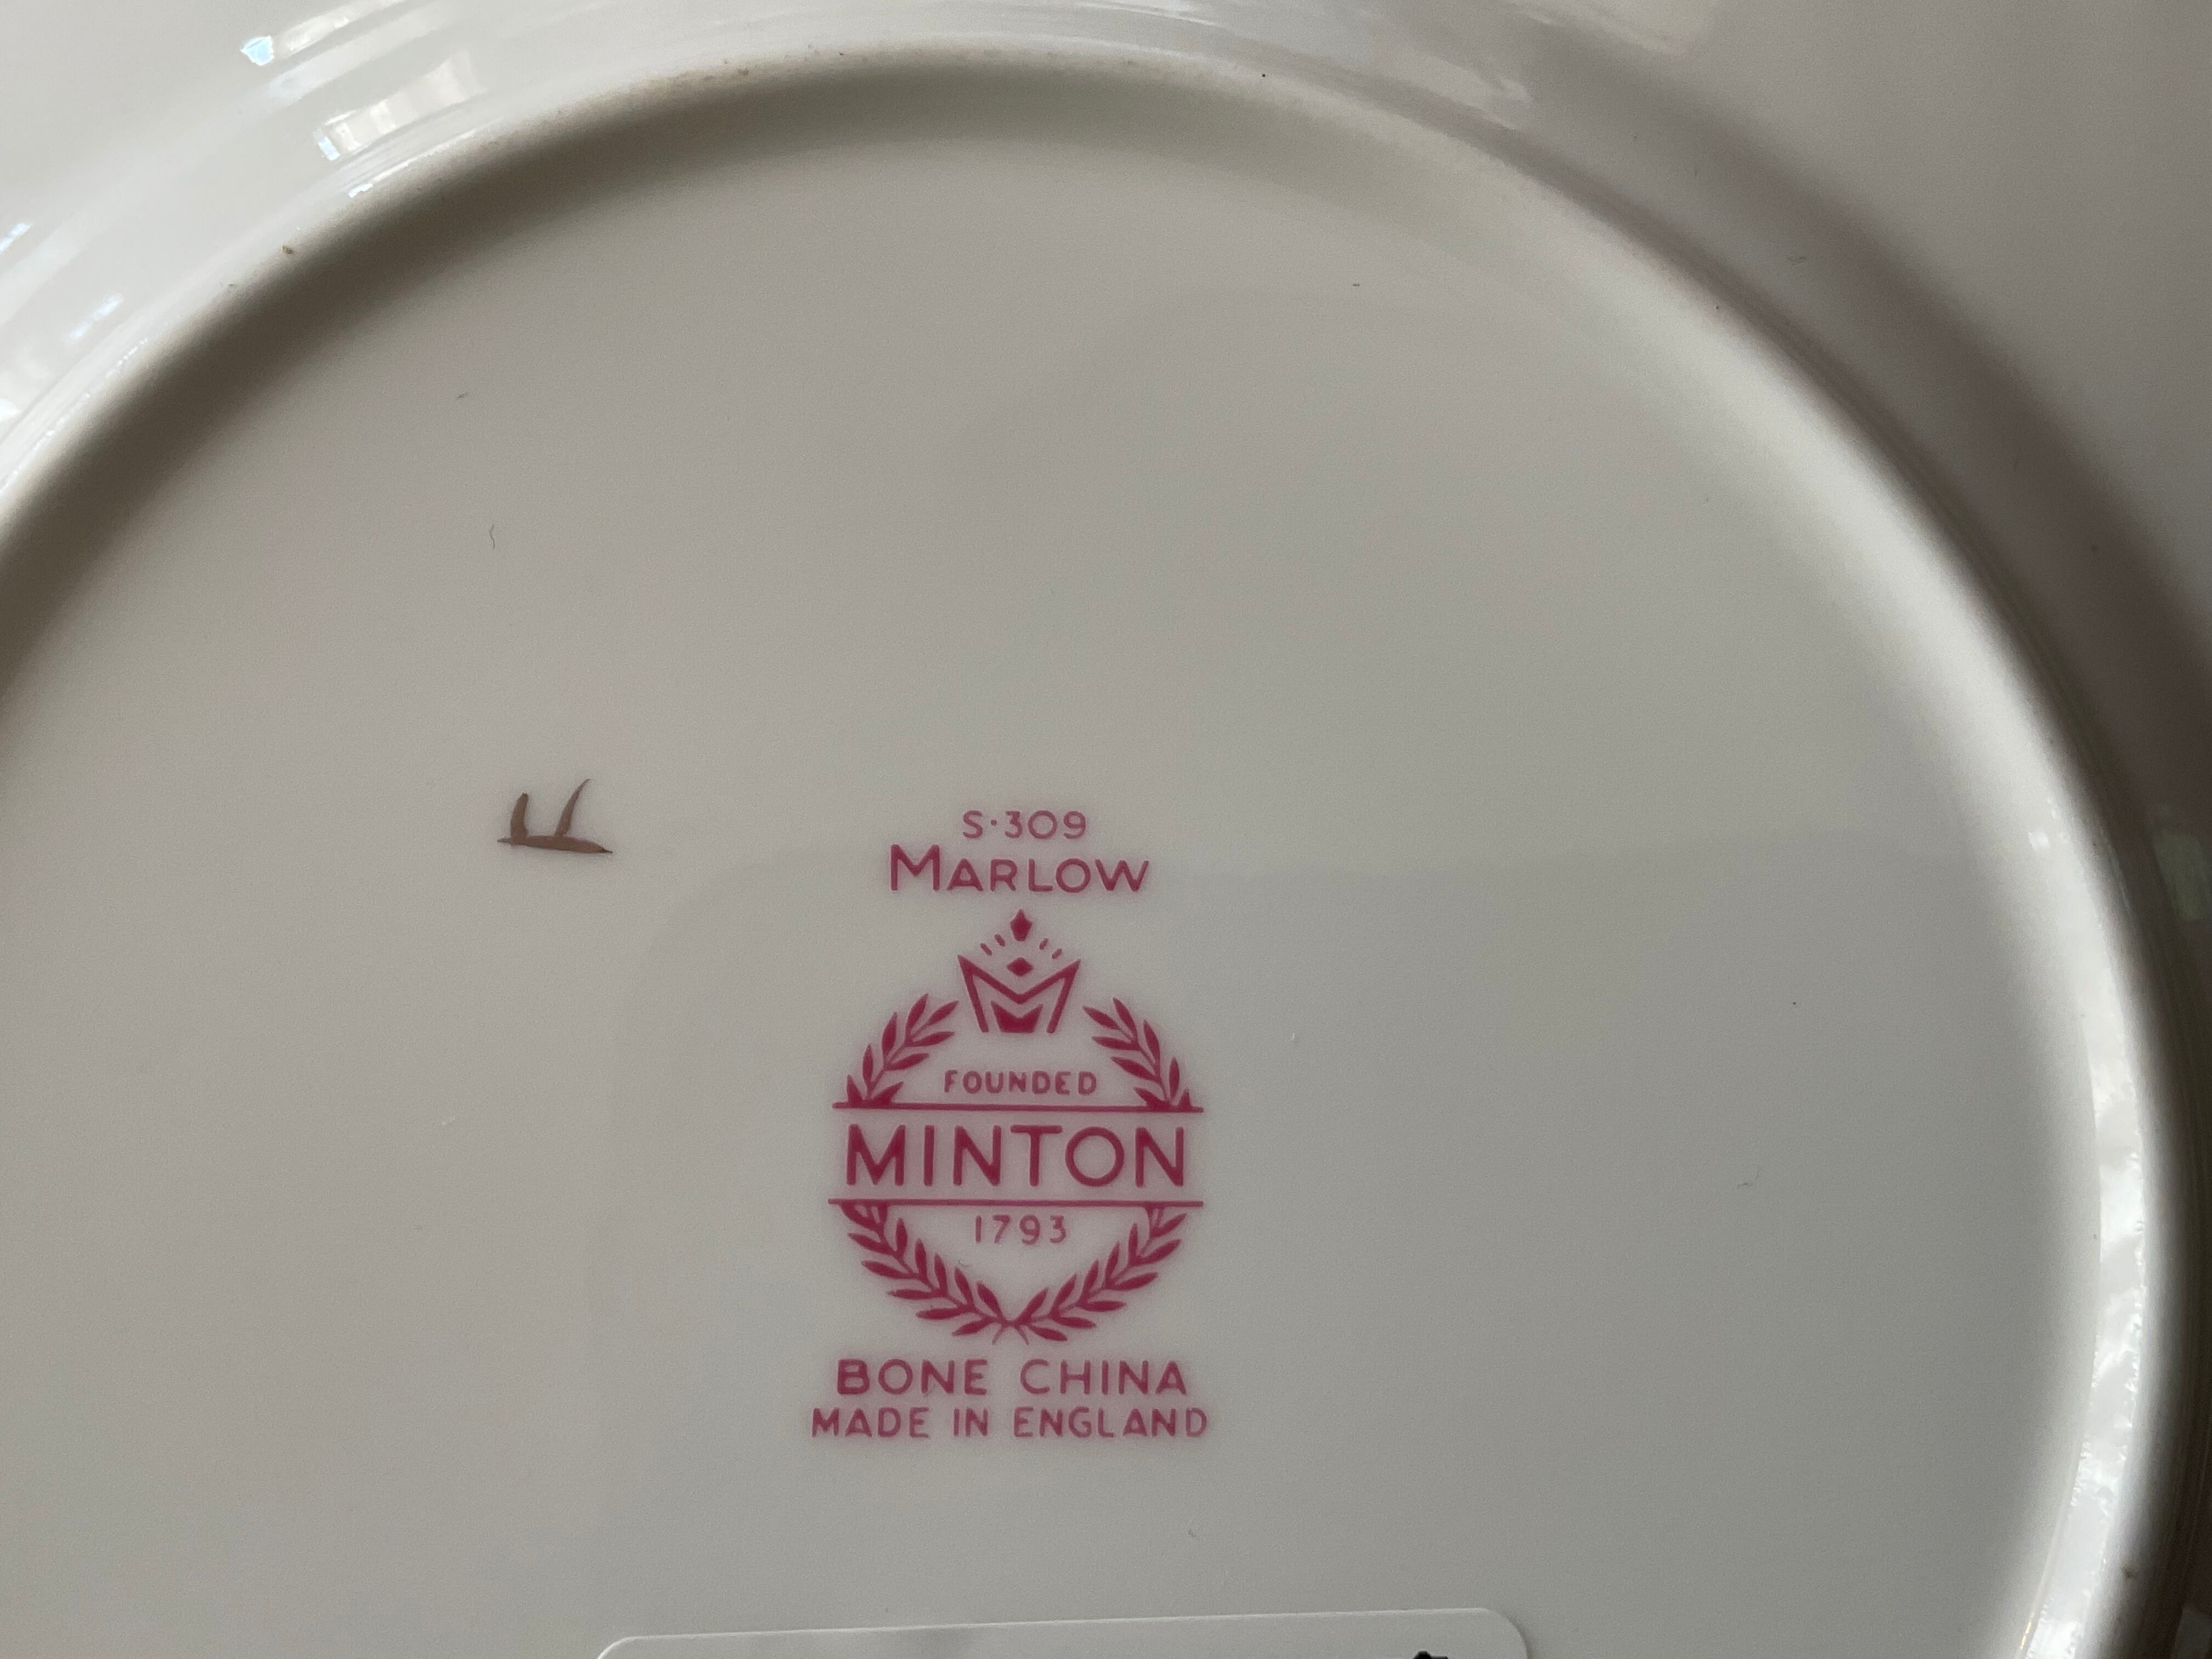 S·309
MARLOW
FOUNDED
MINTON
1793
BONE CHINA
MADE IN ENGLAND